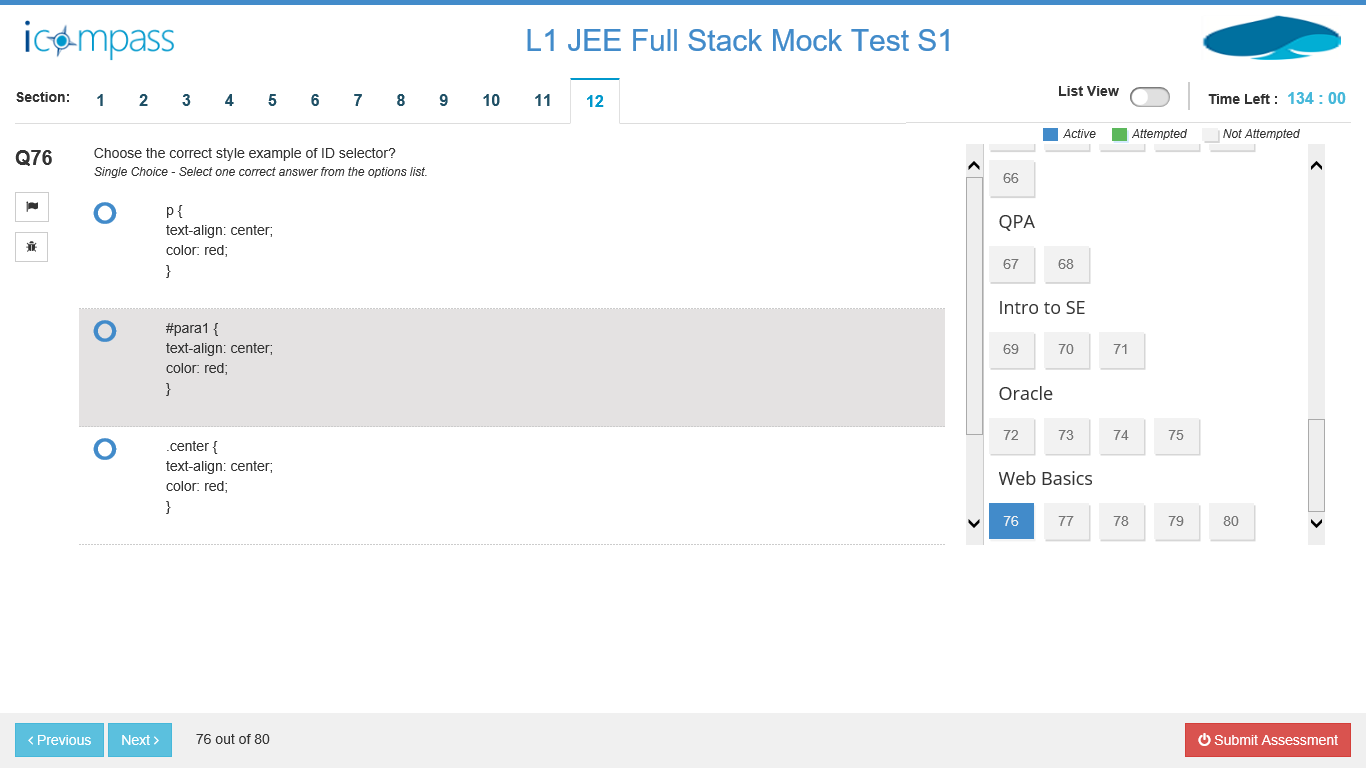 icompass
L1 JEE Full Stack Mock Test S1
Section: 1 2 3 4 5 6 7 8 9 10 11 12
List View
Time Left : 134 : 00
Active Attempted Not Attempted
Q76
Choose the correct style example of ID selector?
Single Choice - Select one correct answer from the options list.
p {
text-align: center;
color: red;
}
#para1 {
text-align: center;
color: red;
}
.center {
text-align: center;
color: red;
}
66
QPA
67 68
Intro to SE
69 70 71
Oracle
72 73 74 75
Web Basics
76 77 78 79 80
Previous Next 76 out of 80 Submit Assessment